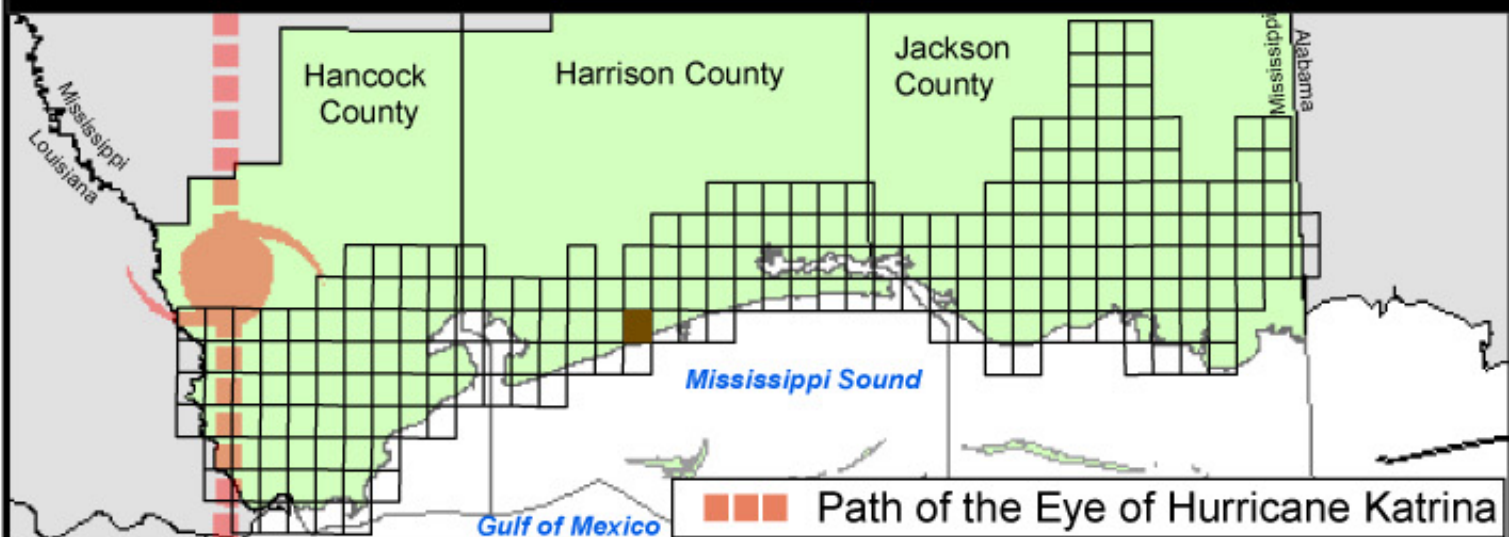 Hancock
County
Harrison County
Jackson
County
Mississippi
Louisiana
Mississippi
Alabama
Mississippi Sound
Gulf of Mexico
Path of the Eye of Hurricane Katrina